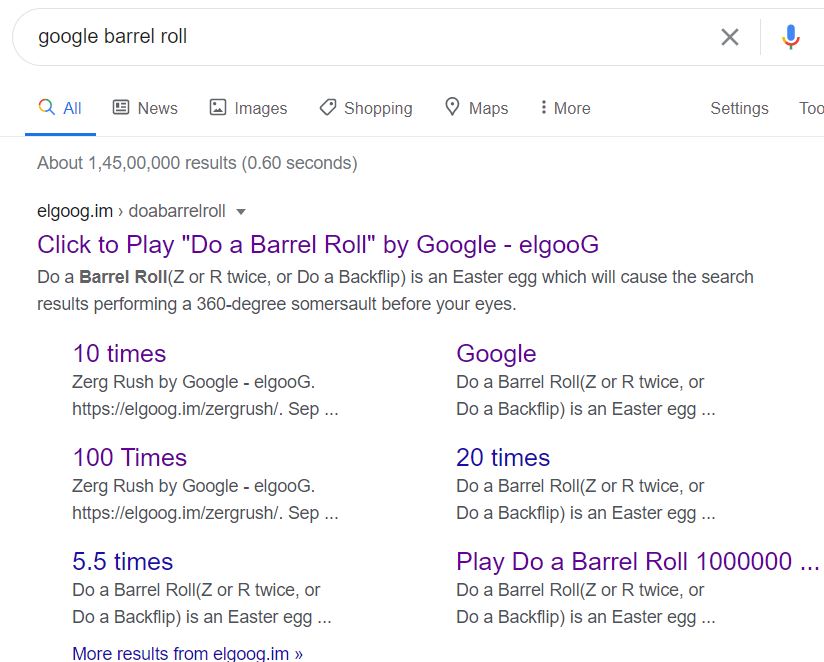 google barrel roll
All News Images Shopping Maps More Settings Too
About 1,45,00,000 results (0.60 seconds)
elgoog.im › doabarrelroll
Click to Play "Do a Barrel Roll" by Google - elgooG
Do a Barrel Roll(Z or R twice, or Do a Backflip) is an Easter egg which will cause the search
results performing a 360-degree somersault before your eyes.
10 times
Zerg Rush by Google - elgooG.
https://elgoog.im/zergrush/. Sep ...
Google
Do a Barrel Roll(Z or R twice, or
Do a Backflip) is an Easter egg ...
100 Times
Zerg Rush by Google - elgooG.
https://elgoog.im/zergrush/. Sep ...
20 times
Do a Barrel Roll(Z or R twice, or
Do a Backflip) is an Easter egg ...
5.5 times
Do a Barrel Roll(Z or R twice, or
Do a Backflip) is an Easter egg ...
Play Do a Barrel Roll 1000000 ...
Do a Barrel Roll(Z or R twice, or
Do a Backflip) is an Easter egg ...
More results from elgoog.im »